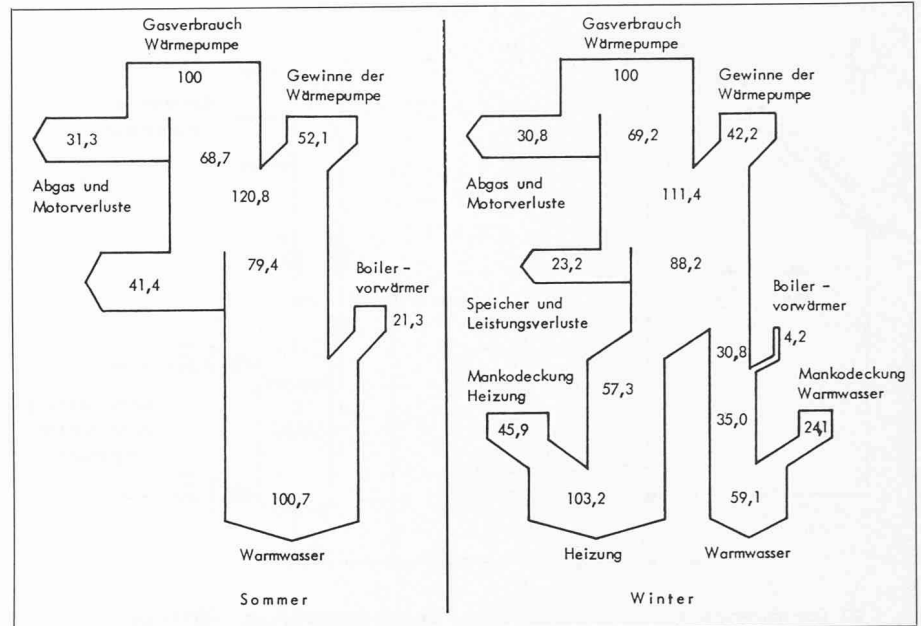 Gasverbrauch
Wärmepumpe
100
Gewinne der
Wärmepumpe
52,1
31,3
68,7
Abgas und
Motorverluste
120,8
79,4
41,4
Boiler-
vorwärmer
21,3
100,7
Warmwasser
Sommer
Gasverbrauch
Wärmepumpe
100
Gewinne der
Wärmepumpe
42,2
30,8
69,2
Abgas und
Motorverluste
111,4
23,2
88,2
Speicher und
Leistungsverluste
Boiler-
vorwärmer
4,2
30,8
Mankodeckung
Heizung
57,3
Mankodeckung
Warmwasser
45,9
35,0
24,1
103,2
59,1
Heizung
Warmwasser
Winter